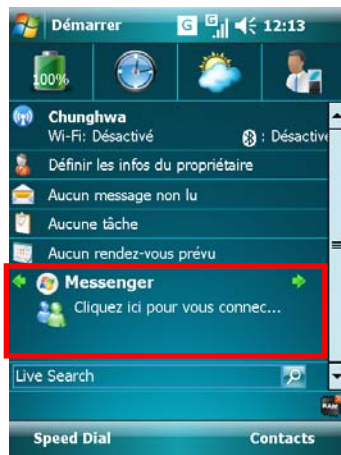 Démarrer G G 12:13
100%
Chunghwa
Wi-Fi: Désactivé : Désactivé
Définir les infos du propriétaire
Aucun message non lu
Aucune tâche
Aucun rendez-vous prévu
Messenger
Cliquez ici pour vous connec...
Live Search
RAM
Speed Dial Contacts